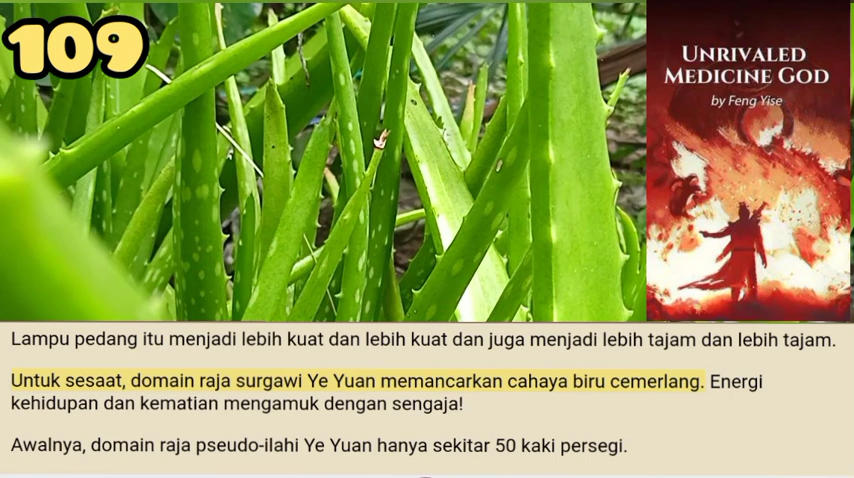 109
UNRIVALED
MEDICINE GOD
by Feng Yise
Lampu pedang itu menjadi lebih kuat dan lebih kuat dan juga menjadi lebih tajam dan lebih tajam.
Untuk sesaat, domain raja surgawi Ye Yuan memancarkan cahaya biru cemerlang. Energi
kehidupan dan kematian mengamuk dengan sengaja!
Awalnya, domain raja pseudo-ilahi Ye Yuan hanya sekitar 50 kaki persegi.